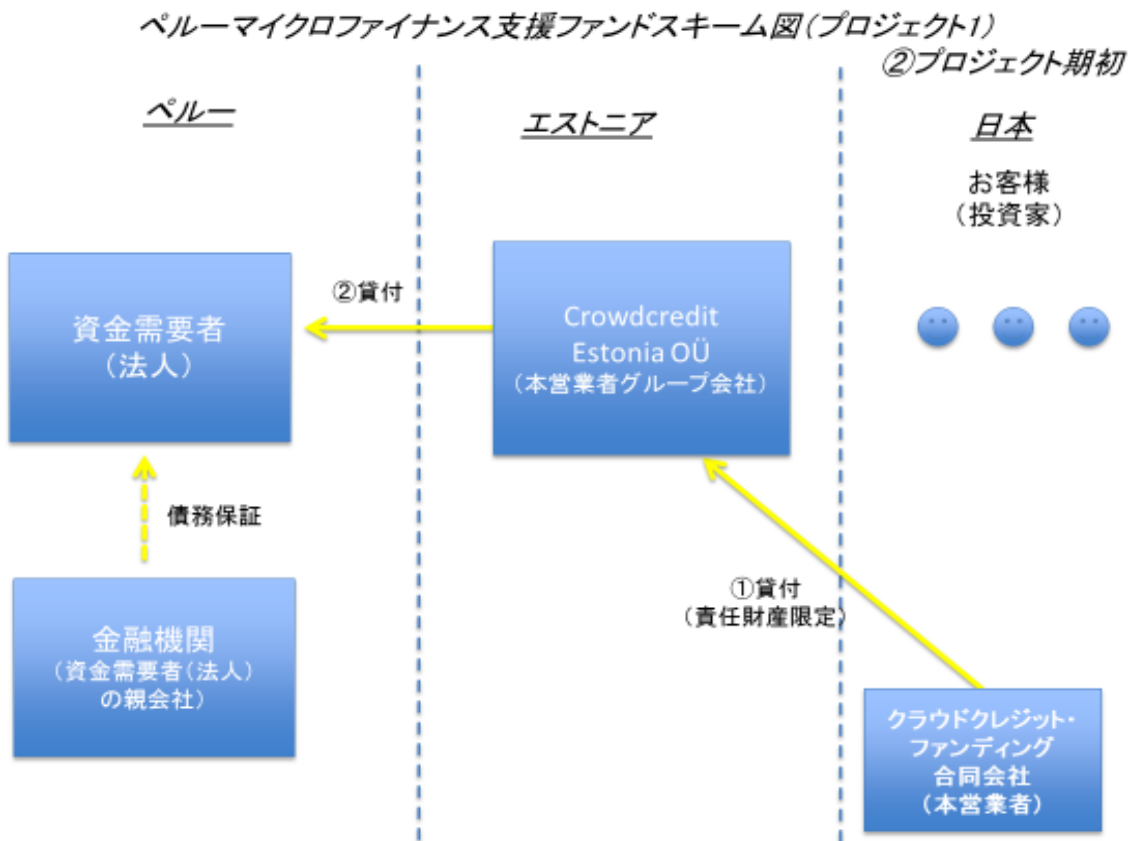 ペルーマイクロファイナンス支援ファンドスキーム図(プロジェクト1)
②プロジェクト期初
ペルー
エストニア
日本
お客様
(投資家)
資金需要者
(法人)
②貸付
Crowdcredit
Estonia OÜ
(本営業者グループ会社)
債務保証
①貸付
(責任財産限定)
金融機関
(資金需要者(法人)
の親会社)
クラウドクレジット・
ファンディング
合同会社
(本営業者)